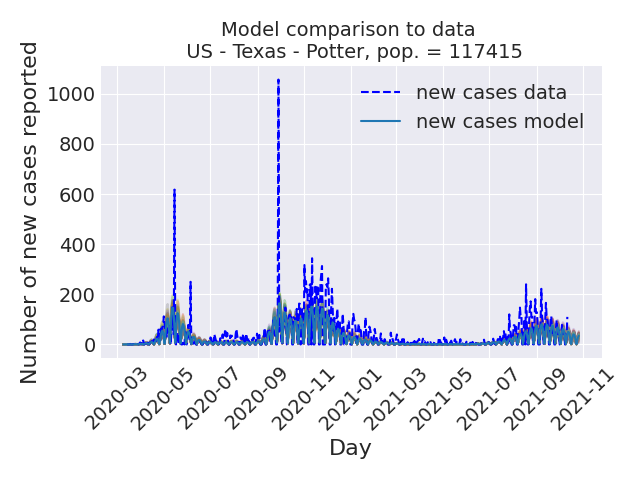 Model comparison to data
US - Texas - Potter, pop. = 117415
Number of new cases reported
1000
800
600
400
200
0
new cases data
new cases model
2020-03
2020-05
2020-07
2020-09
2020-11
2021-01
2021-03
2021-05
2021-07
2021-09
2021-11
Day